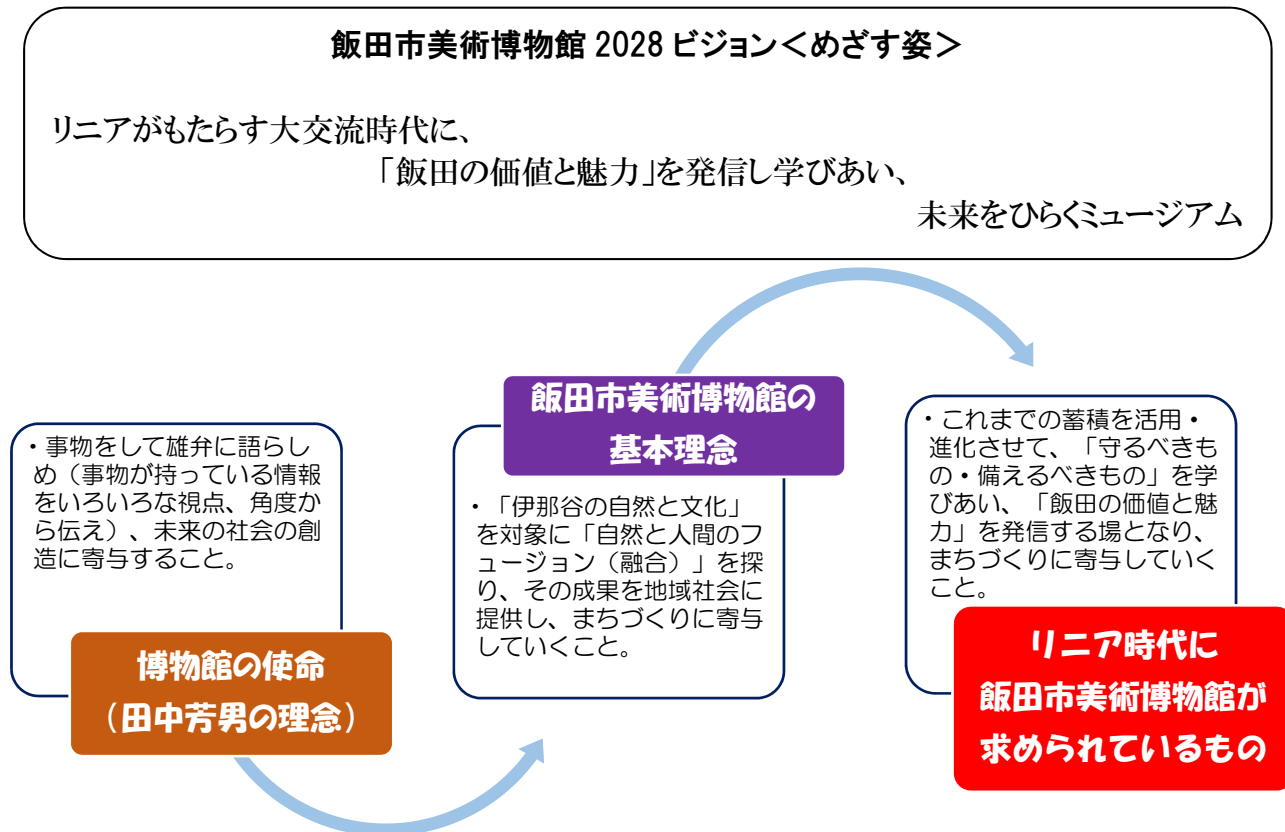 飯田市美術博物館 2028 ビジョン＜めざす姿＞
リニアがもたらす大交流時代に、
「飯田の価値と魅力」を発信し学びあい、
未来をひらくミュージアム
・事物をして雄弁に語らし
め（事物が持っている情報
をいろいろな視点、角度か
ら伝え）、未来の社会の創
造に寄与すること。
博物館の使命
（田中芳男の理念）
飯田市美術博物館の
基本理念
・「伊那谷の自然と文化」
を対象に「自然と人間のフ
ュージョン（融合）」を探
り、その成果を地域社会に
提供し、まちづくりに寄与
していくこと。
・これまでの蓄積を活用・
進化させて、「守るべきも
の・備えるべきもの」を学
びあい、「飯田の価値と魅
力」を発信する場となり、
まちづくりに寄与していく
こと。
リニア時代に
飯田市美術博物館が
求められているもの